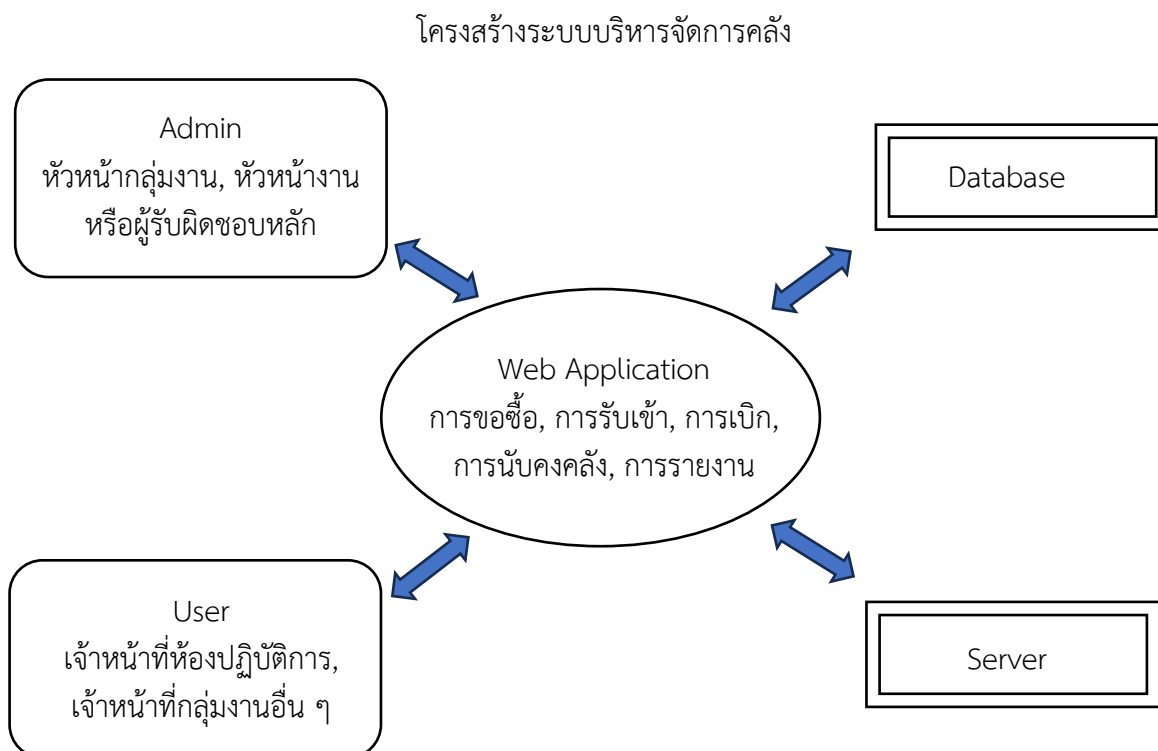 โครงสร้างระบบบริหารจัดการคลัง
Admin
หัวหน้ากลุ่มงาน, หัวหน้างาน
หรือผู้รับผิดชอบหลัก
Database
Web Application
การขอซื้อ, การรับเข้า, การเบิก,
การนับคงคลัง, การรายงาน
User
เจ้าหน้าที่ห้องปฏิบัติการ,
เจ้าหน้าที่กลุ่มงานอื่น ๆ
Server